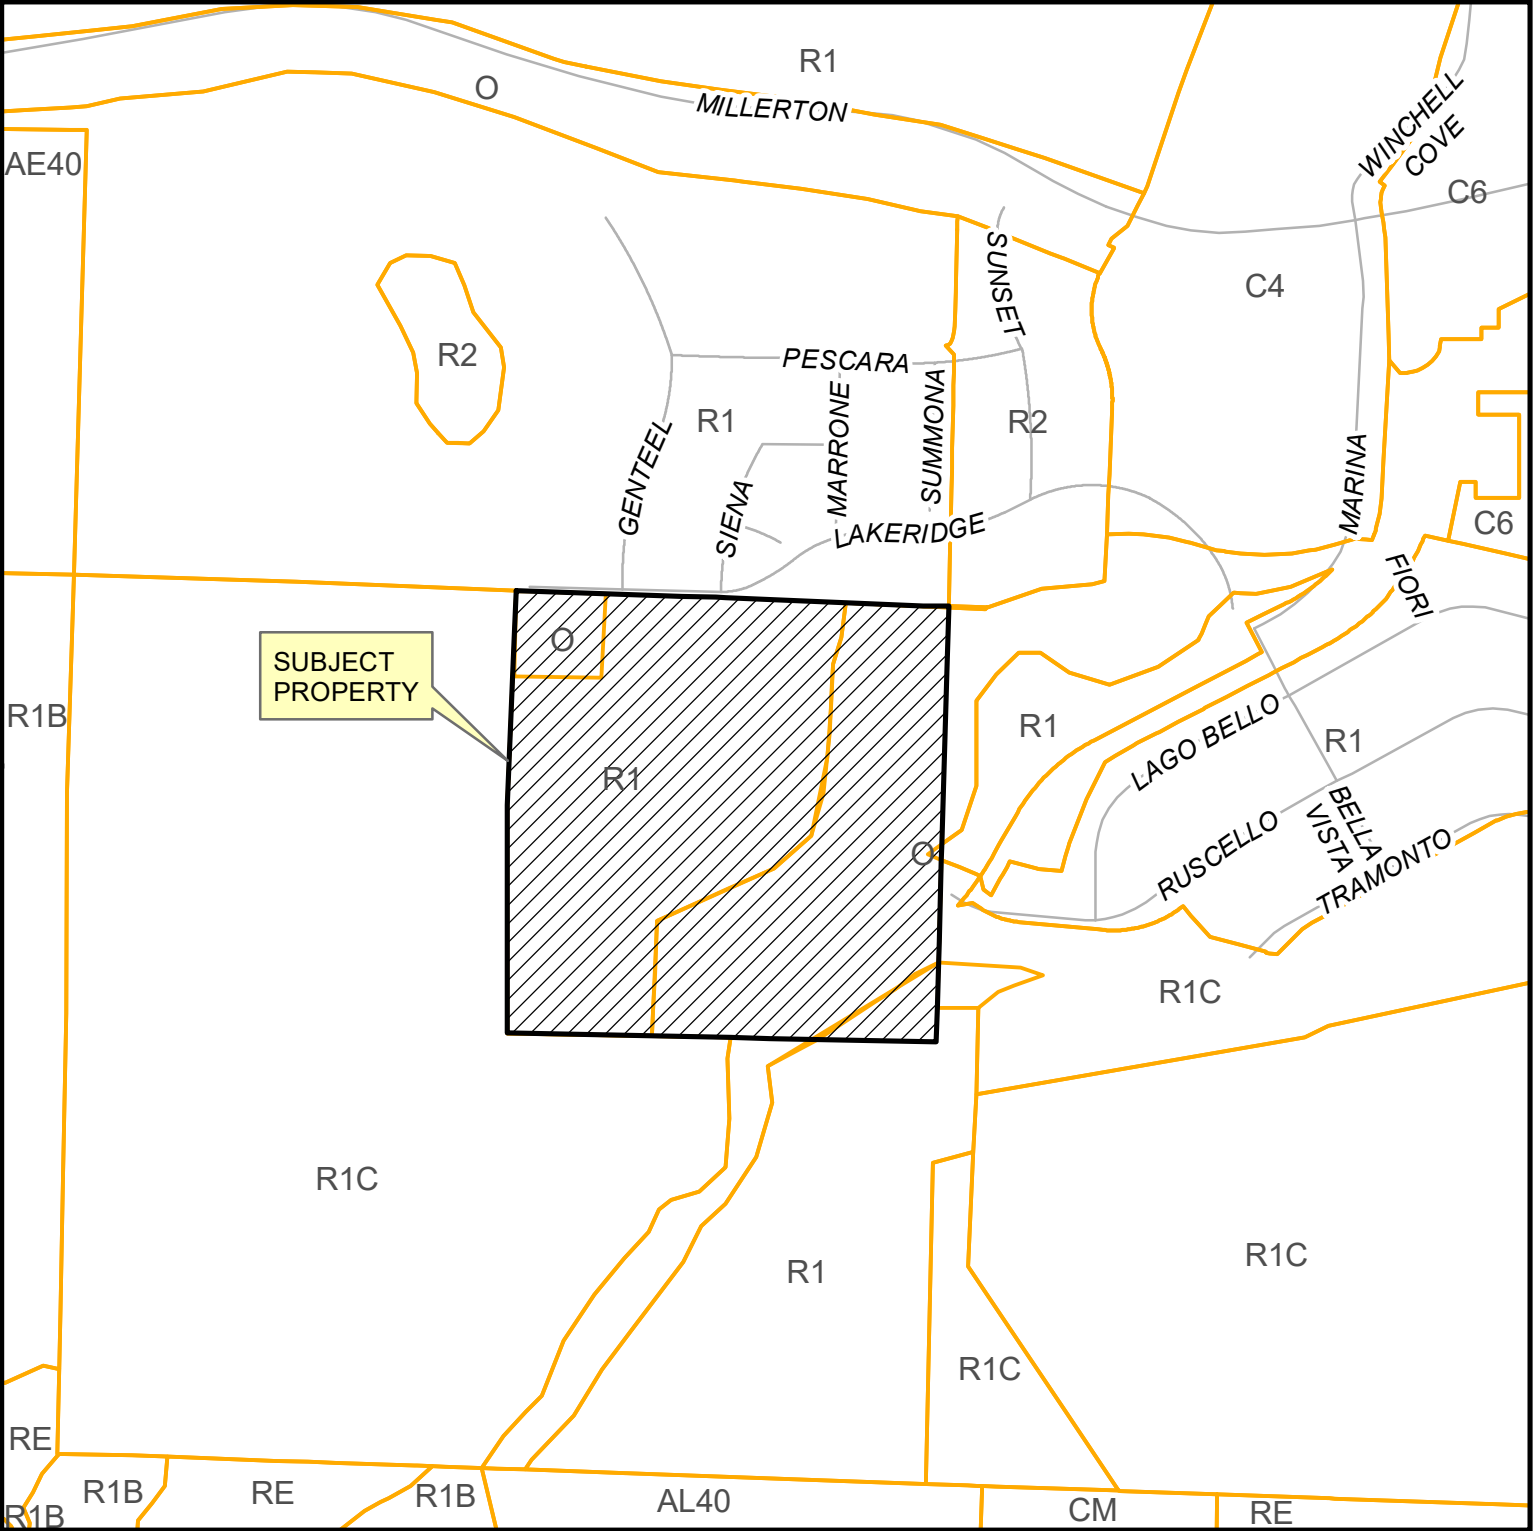 R1
O
MILLERTON
WINCHELL
COVE
AE40
C6
SUNSET
C4
R2
PESCARA
MARRONE
SUMMONA
R1
R2
GENTEEL
SIENA
LAKERIDGE
MARINA
C6
FIORI
O
SUBJECT
PROPERTY
R1B
R1
R1
LAGO BELLO
R1
O
RUSCELLO
BELLA
VISTA
TRAMONTO
R1C
R1C
R1
R1C
R1C
RE
R1B
RE
R1B
AL40
CM
RE
R1B